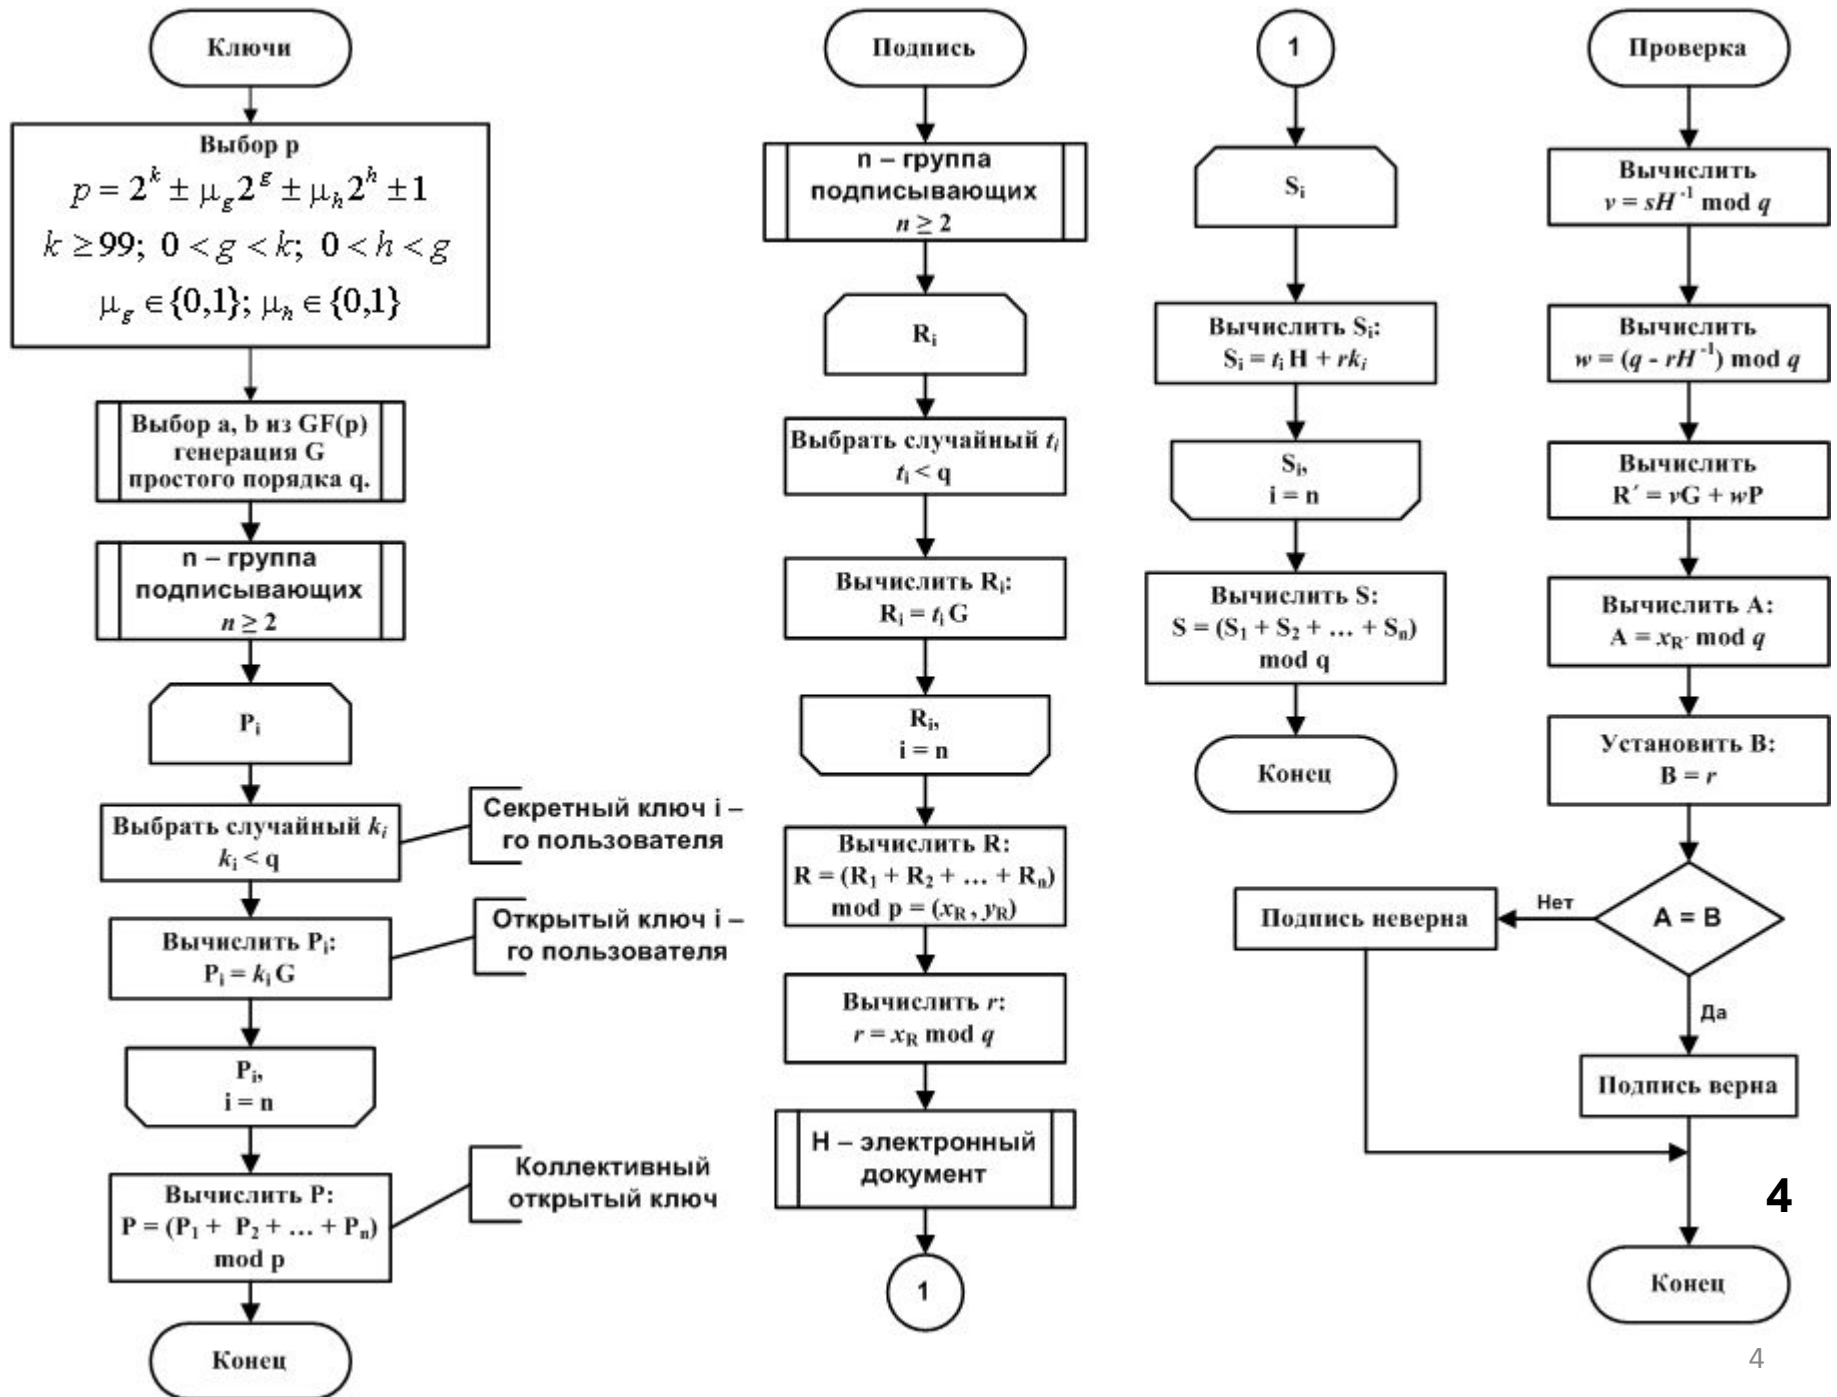 Ключи
Выбор p
p = 2^k ± μ_g 2^g ± μ_h 2^h ± 1
k ≥ 99; 0 < g < k; 0 < h < g
μ_g ∈ {0,1}; μ_h ∈ {0,1}
Выбор a, b из GF(p)
генерация G
простого порядка q.
n – группа
подписывающих
n ≥ 2
P_i
Выбрать случайный k_i
k_i < q
Секретный ключ i –
го пользователя
Вычислить P_i:
P_i = k_i G
Открытый ключ i –
го пользователя
P_i,
i = n
Вычислить P:
P = (P_1 + P_2 + … + P_n)
mod p
Коллективный
открытый ключ
Конец
Подпись
n – группа
подписывающих
n ≥ 2
R_i
Выбрать случайный t_i
t_i < q
Вычислить R_i:
R_i = t_i G
R_i,
i = n
Вычислить R:
R = (R_1 + R_2 + … + R_n)
mod p = (x_R , y_R)
Вычислить r:
r = x_R mod q
H – электронный
документ
1
1
S_i
Вычислить S_i:
S_i = t_i H + rk_i
S_i,
i = n
Вычислить S:
S = (S_1 + S_2 + … + S_n)
mod q
Конец
Проверка
Вычислить
v = sH^-1 mod q
Вычислить
w = (q - rH^-1) mod q
Вычислить
R´ = vG + wP
Вычислить A:
A = x_R´ mod q
Установить B:
B = r
A = B
Нет
Подпись неверна
Да
Подпись верна
Конец
4
4